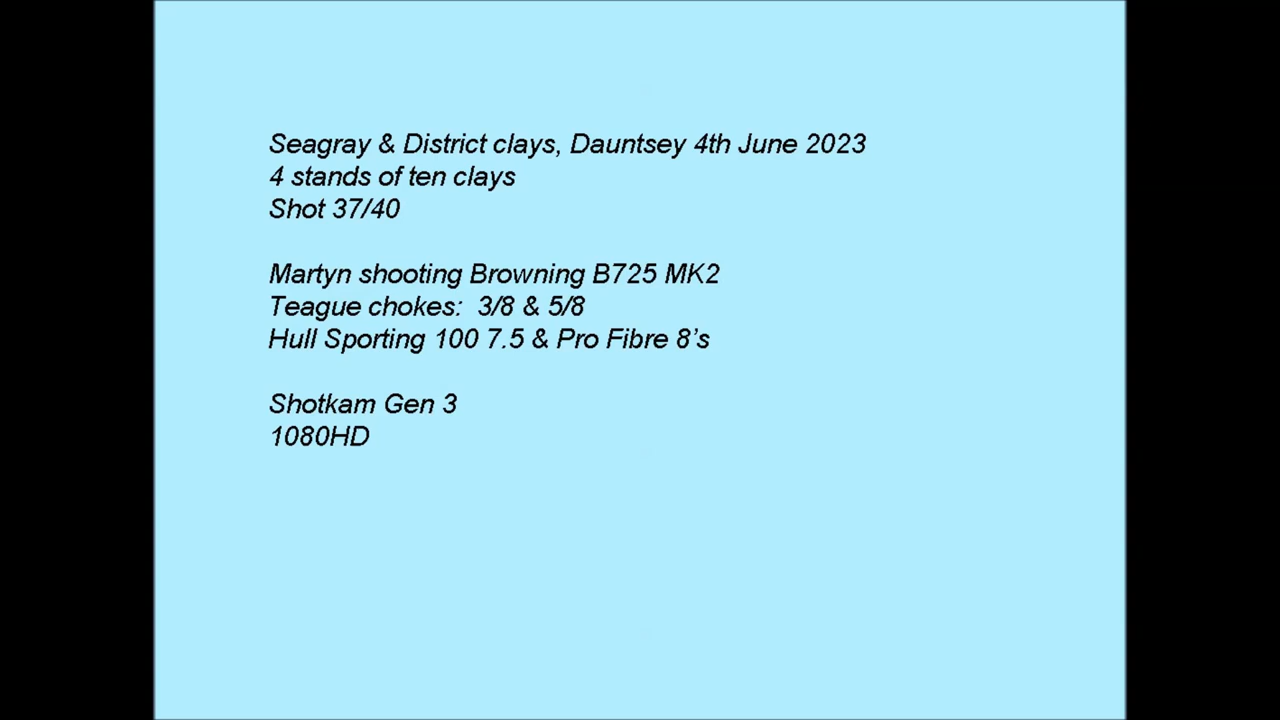 Seagray & District clays, Dauntsey 4th June 2023
4 stands of ten clays
Shot 37/40
Martyn shooting Browning B725 MK2
Teague chokes:  3/8 & 5/8
Hull Sporting 100 7.5 & Pro Fibre 8’s
Shotkam Gen 3
1080HD